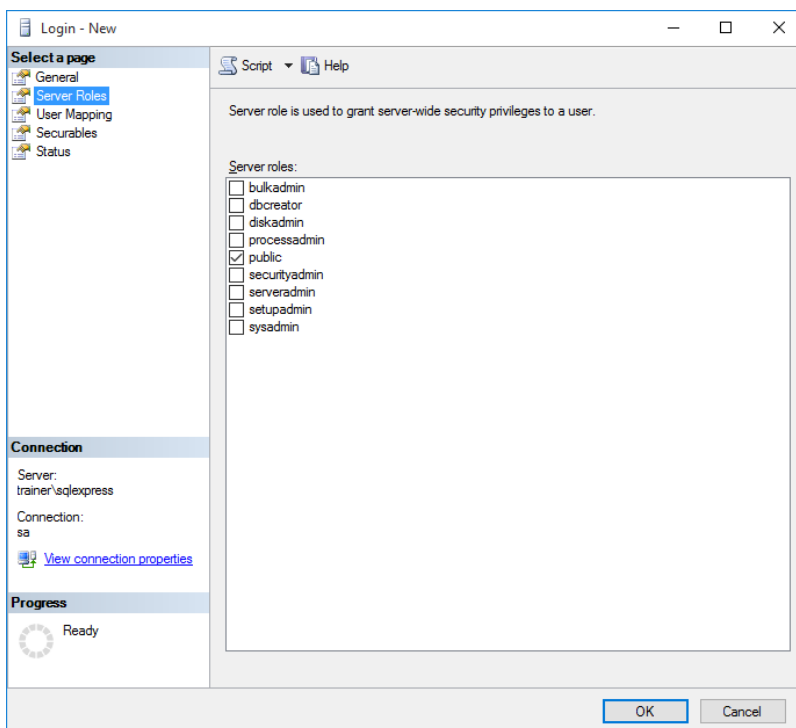 Login - New
Select a page
General
Server Roles
User Mapping
Securables
Status
Script
Help
Server role is used to grant server-wide security privileges to a user.
Server roles:
bulkadmin
dbcreator
diskadmin
processadmin
public
securityadmin
serveradmin
setupadmin
sysadmin
Connection
Server:
trainer\sqlexpress
Connection:
sa
View connection properties
Progress
Ready
OK
Cancel